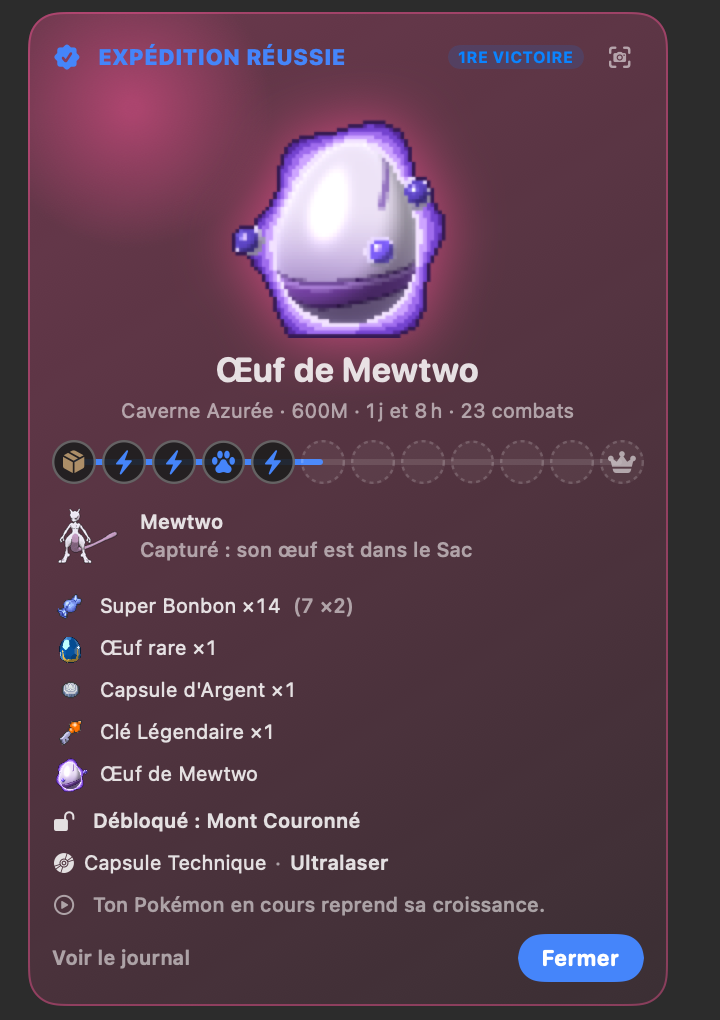 EXPÉDITION RÉUSSIE
1RE VICTOIRE
Œuf de Mewtwo
Caverne Azurée · 600M · 1 j et 8 h · 23 combats
Mewtwo
Capturé : son œuf est dans le Sac
Super Bonbon ×14 (7 ×2)
Œuf rare ×1
Capsule d'Argent ×1
Clé Légendaire ×1
Œuf de Mewtwo
Débloqué : Mont Couronné
Capsule Technique · Ultralaser
Ton Pokémon en cours reprend sa croissance.
Voir le journal
Fermer